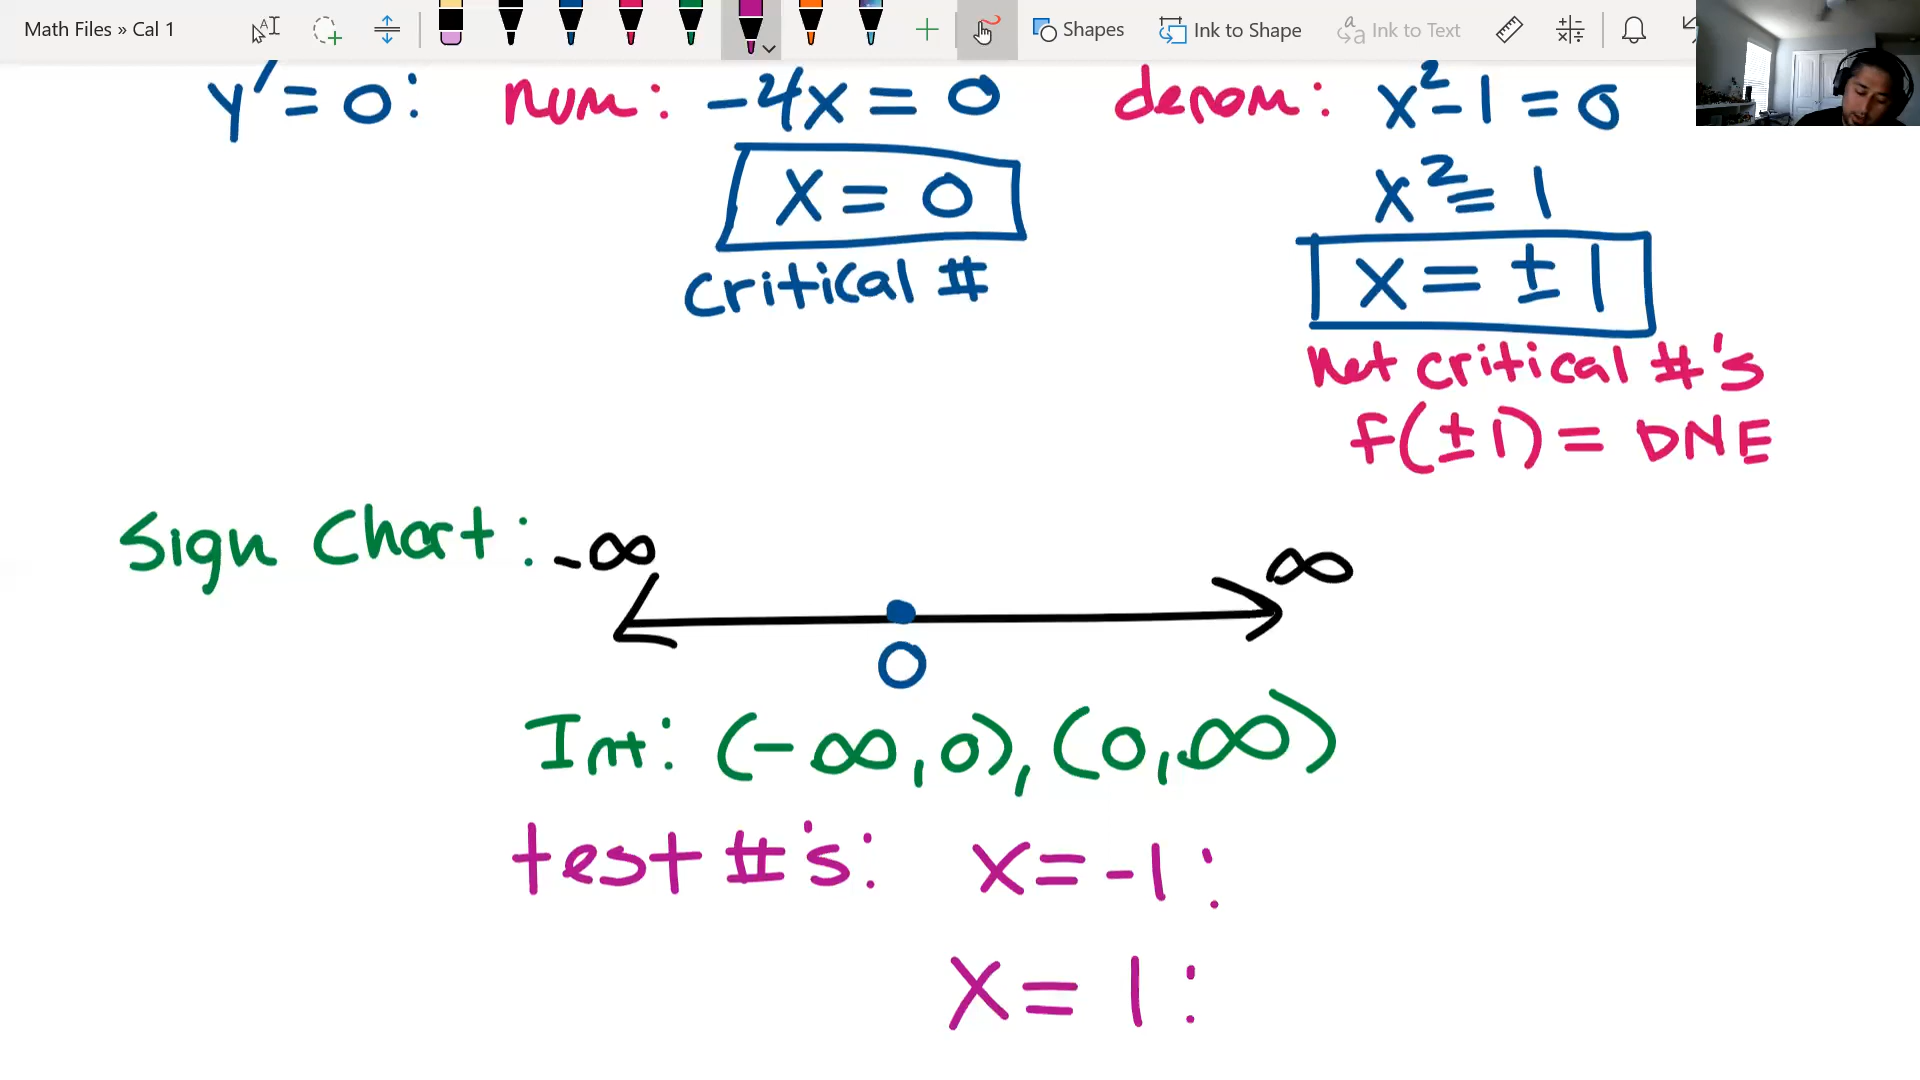 Math Files » Cal 1
Shapes Ink to Shape Ink to Text
y' = 0: num: -4x = 0 denom: x² - 1 = 0
x = 0 x² = 1
critical # x = ± 1
Not critical #'s
f(±1) = DNE
Sign Chart: -∞ ∞
0
Int: (-∞, 0), (0, ∞)
test #'s: x = -1:
x = 1: